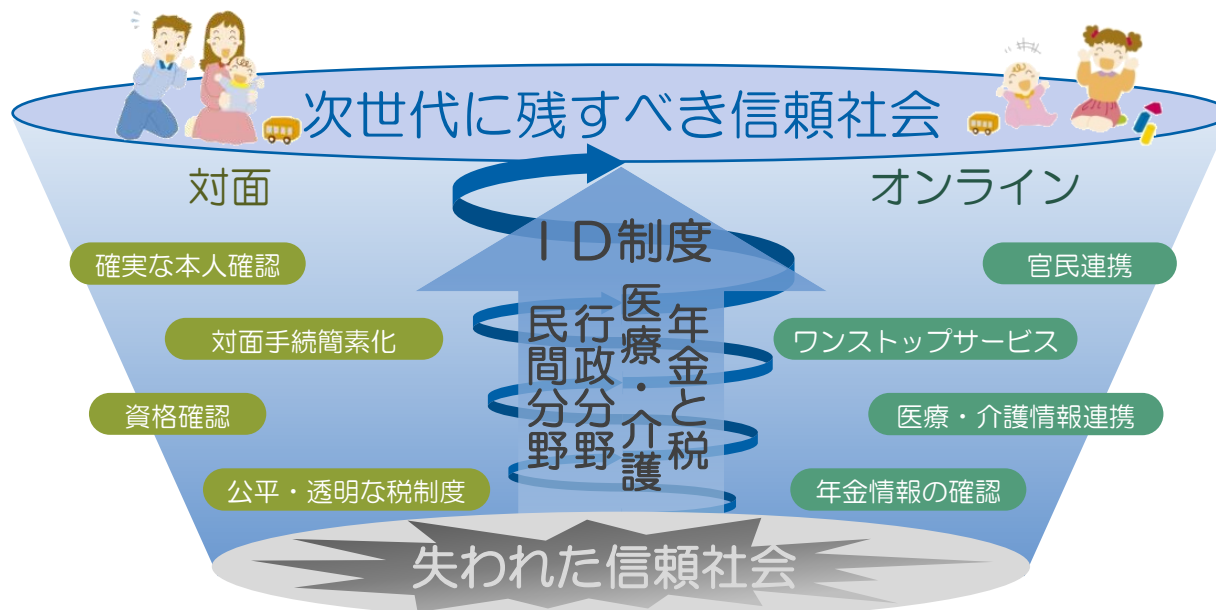 次世代に残すべき信頼社会
対面
オンライン
ID制度
年金と税
医療・介護
行政分野
民間分野
確実な本人確認
対面手続簡素化
資格確認
公平・透明な税制度
官民連携
ワンストップサービス
医療・介護情報連携
年金情報の確認
失われた信頼社会